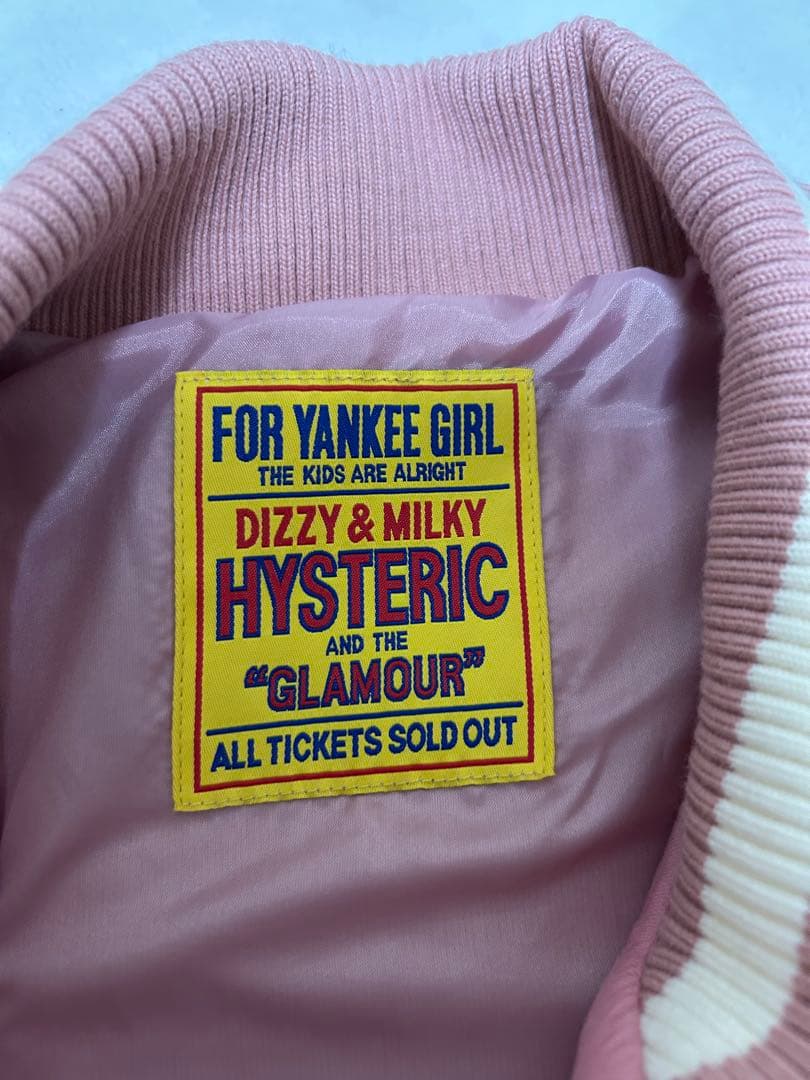 FOR YANKEE GIRL
THE KIDS ARE ALRIGHT
DIZZY & MILKY
HYSTERIC
AND THE
“GLAMOUR”
ALL TICKETS SOLD OUT